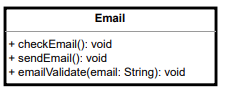 Email
+ checkEmail(): void
+ sendEmail(): void
+ emailValidate(email: String): void